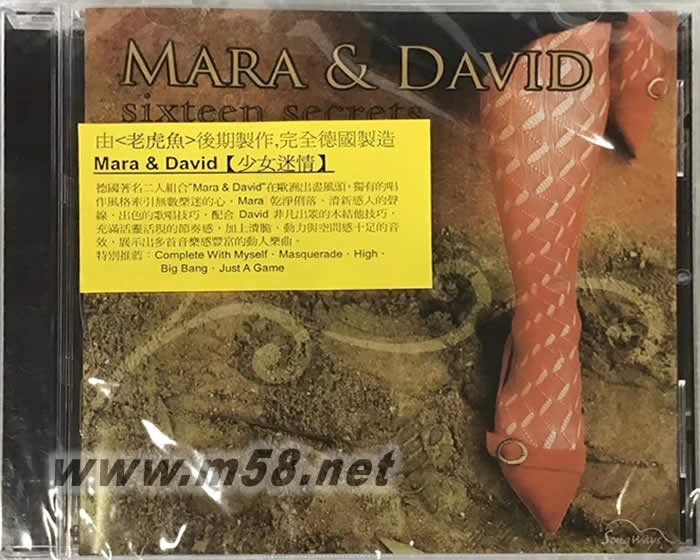 MARA & DAVID
sixteen secrets
由<老虎魚>後期製作,完全德國製造
Mara & David【少女迷情】
德國著名二人組合"Mara & David"在歐洲出盡風頭，獨有的唱
作風格牽引無數樂迷的心，Mara 乾淨俐落、清新感人的聲
線，出色的歌唱技巧，配合 David 非凡出眾的木結他技巧，
充滿活靈活現的節奏感，加上清脆、動力與空間感十足的音
效，展示出多首音樂感豐富的動人樂曲。
特別推薦：Complete With Myself、Masquerade、High、
Big Bang、Just A Game
www.m58.net
SongWays